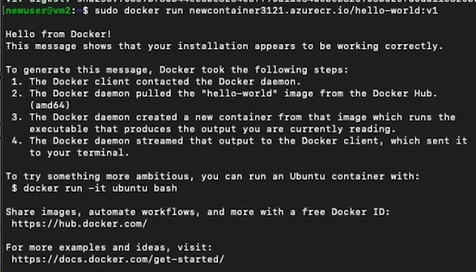 newuser@vm2:~$ sudo docker run newcontainer3121.azurecr.io/hello-world:v1
Hello from Docker!
This message shows that your installation appears to be working correctly.
To generate this message, Docker took the following steps:
1. The Docker client contacted the Docker daemon.
2. The Docker daemon pulled the "hello-world" image from the Docker Hub.
(amd64)
3. The Docker daemon created a new container from that image which runs the
executable that produces the output you are currently reading.
4. The Docker daemon streamed that output to the Docker client, which sent it
to your terminal.
To try something more ambitious, you can run an Ubuntu container with:
$ docker run -it ubuntu bash
Share images, automate workflows, and more with a free Docker ID:
https://hub.docker.com/
For more examples and ideas, visit:
https://docs.docker.com/get-started/